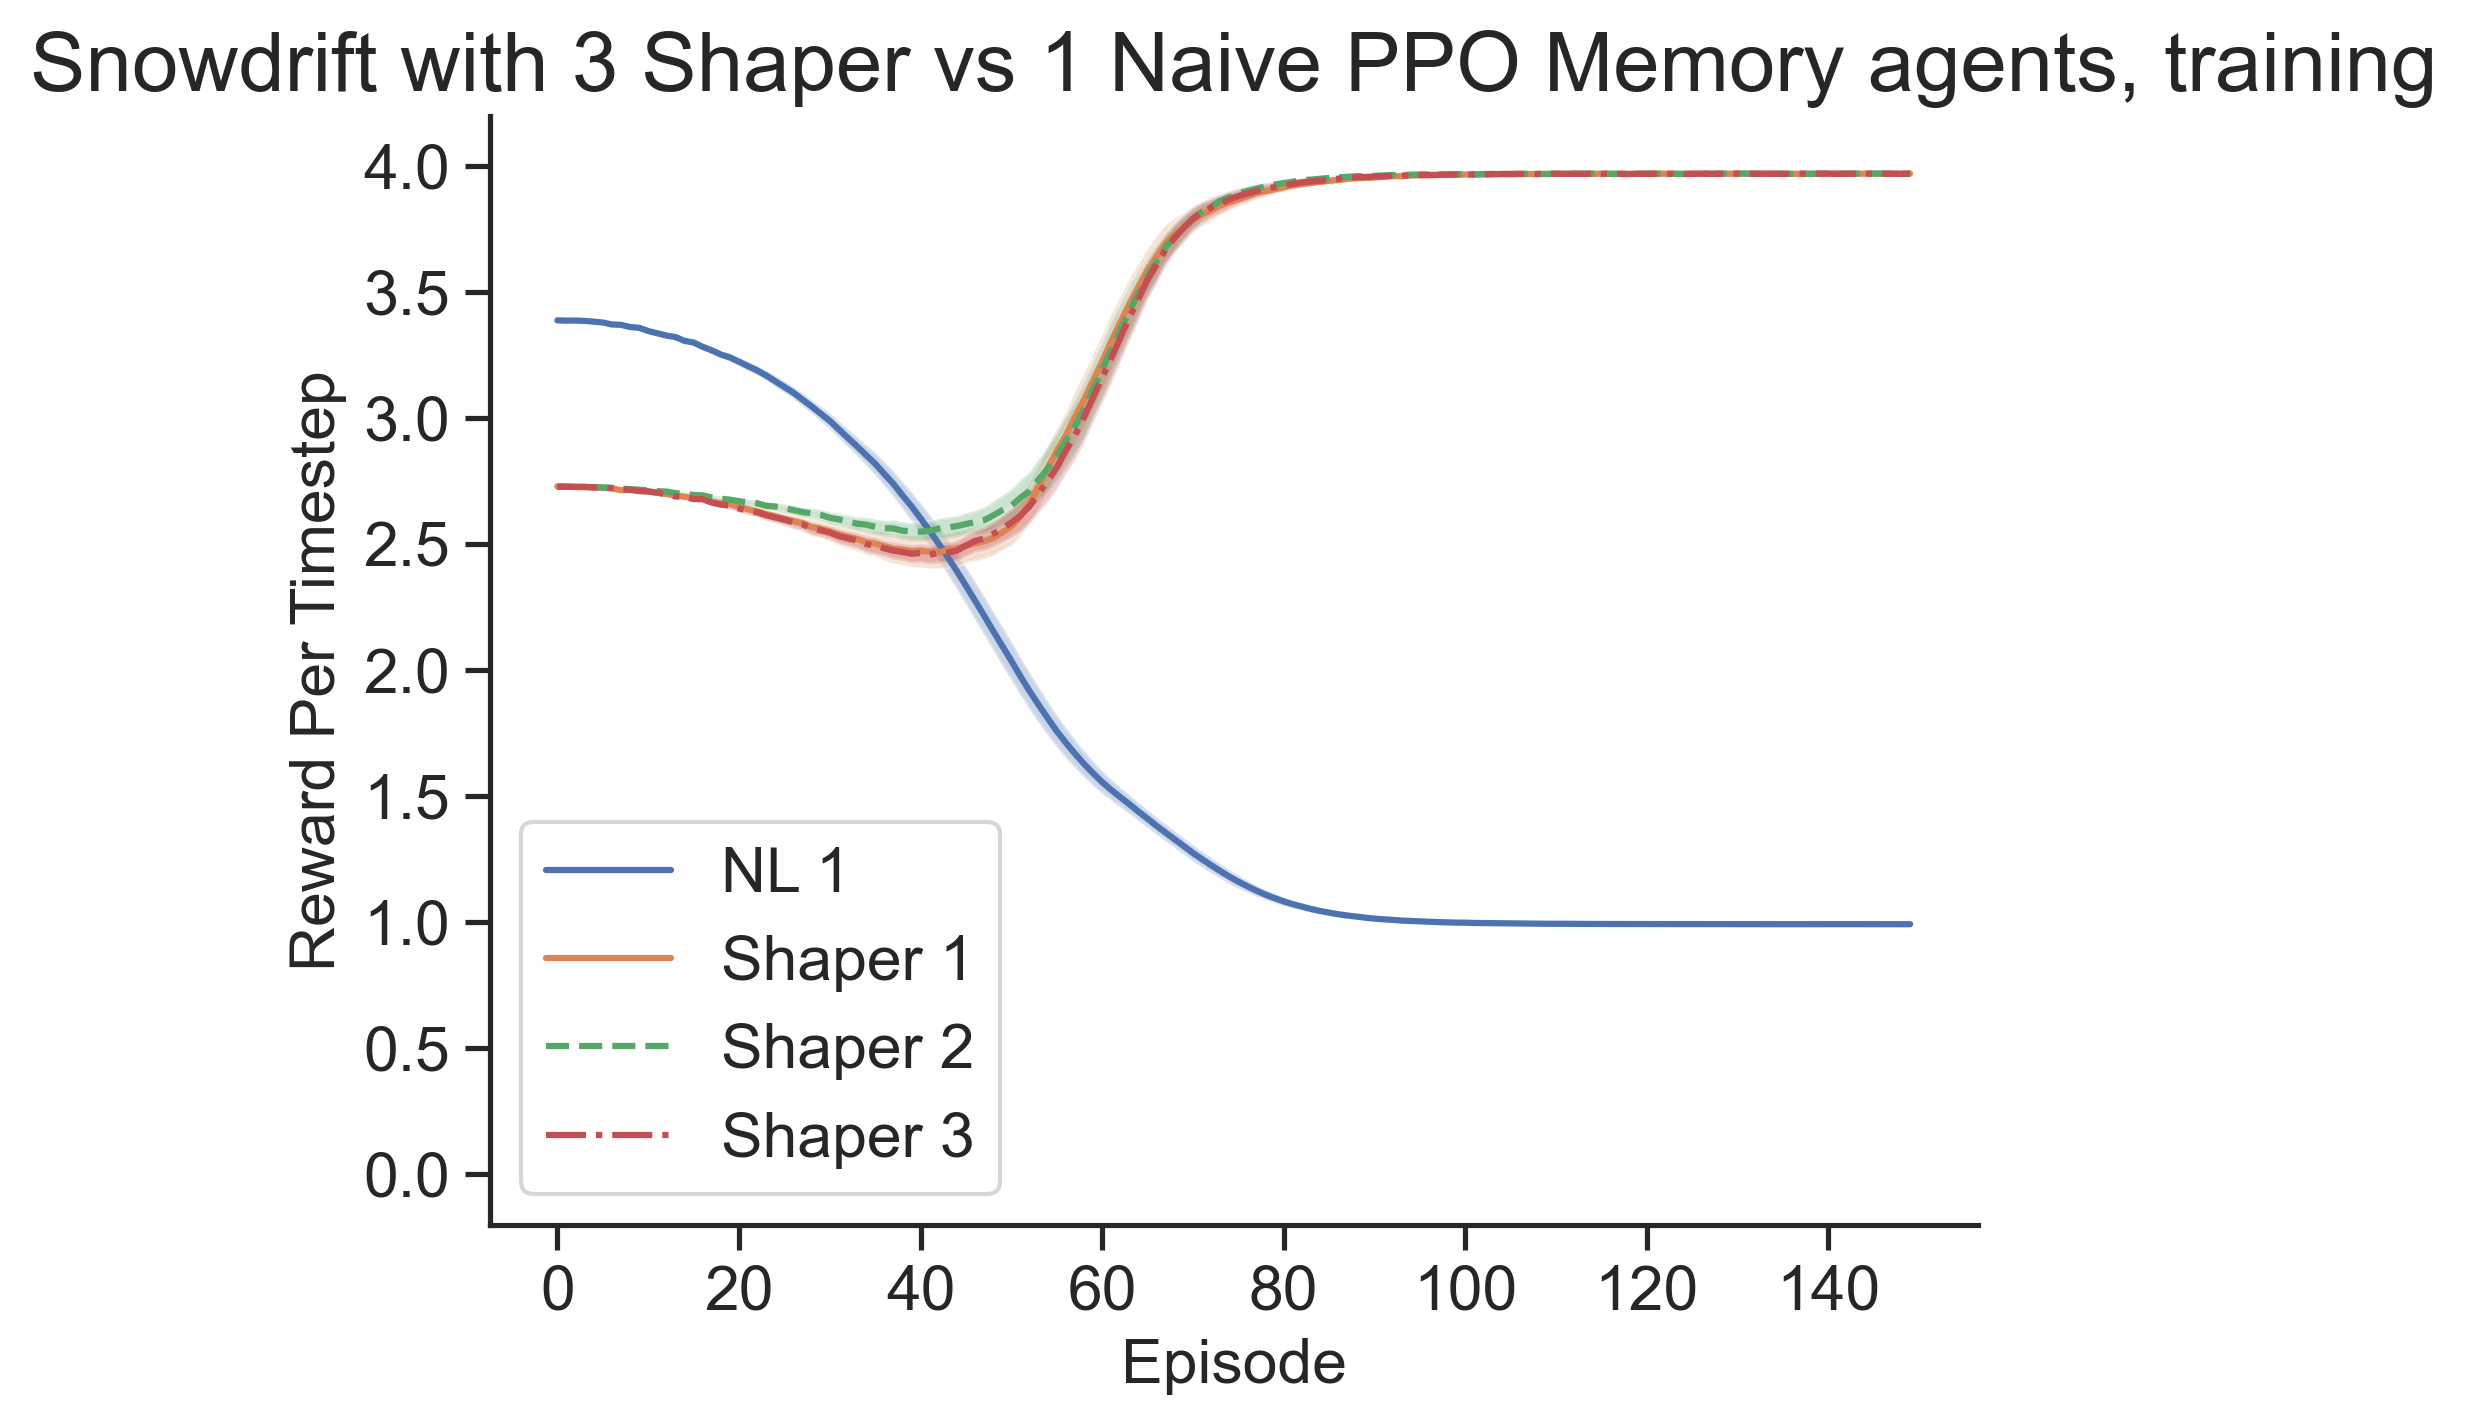 Snowdrift with 3 Shaper vs 1 Naive PPO Memory agents, training
Reward Per Timestep
4.0
3.5
3.0
2.5
2.0
1.5
1.0
0.5
0.0
NL 1
Shaper 1
Shaper 2
Shaper 3
0 20 40 60 80 100 120 140
Episode